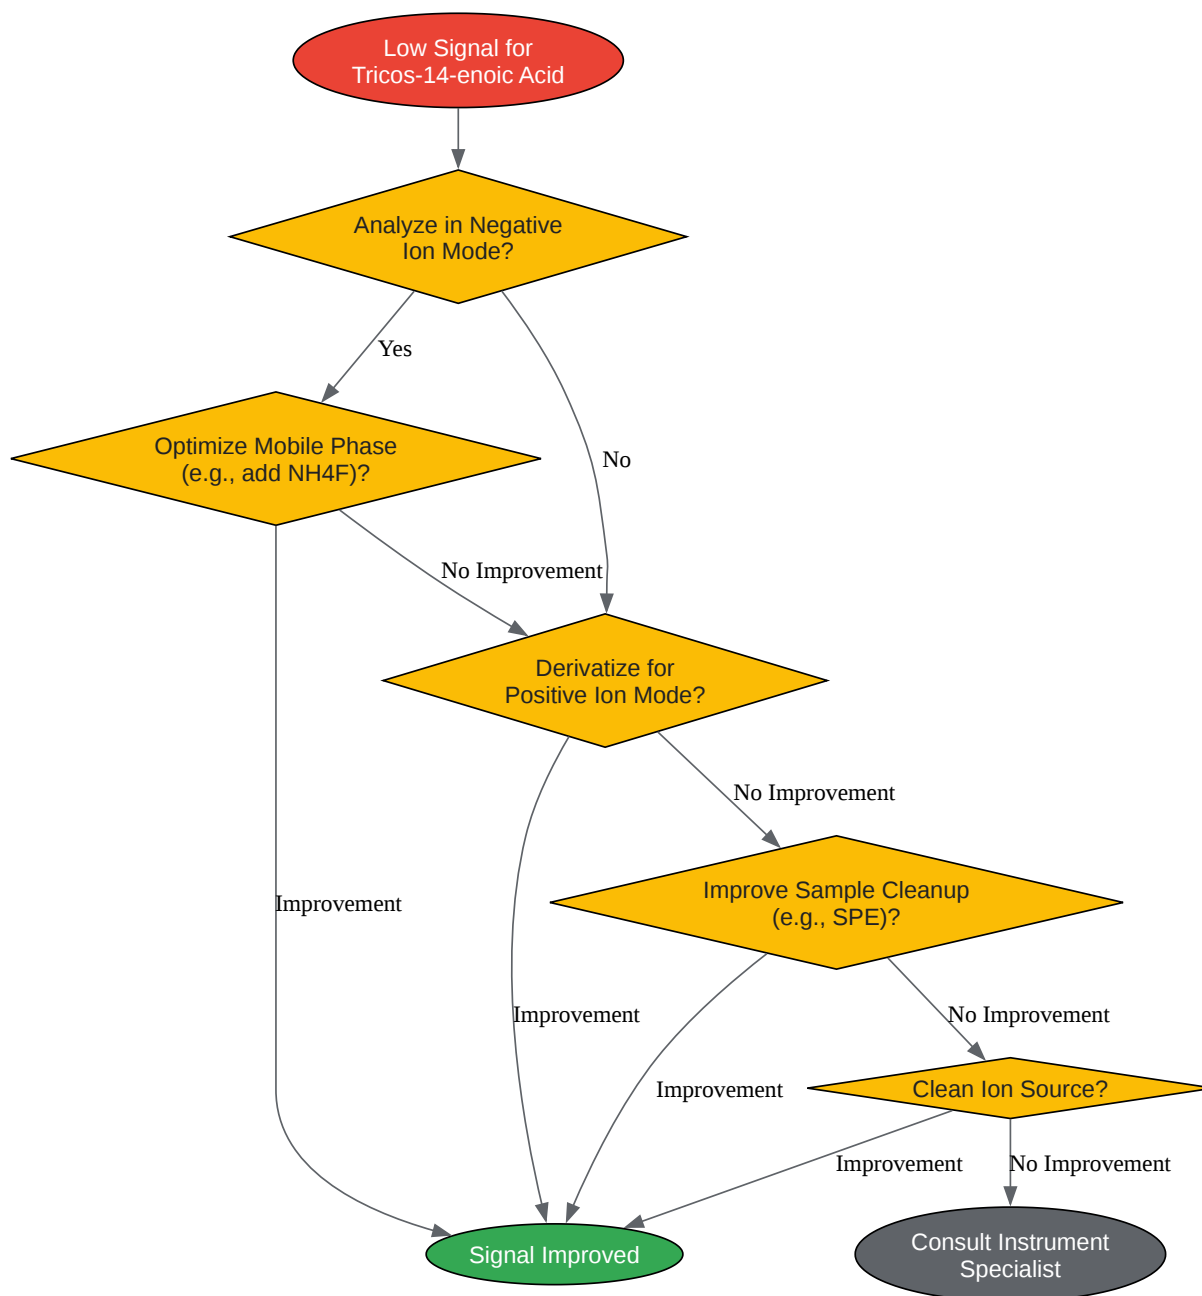 Low Signal for
Tricos-14-enoic Acid
Analyze in Negative
Ion Mode?
Yes
No
Optimize Mobile Phase
(e.g., add NH4F)?
No Improvement
Derivatize for
Positive Ion Mode?
No Improvement
Improve Sample Cleanup
(e.g., SPE)?
Improvement
Improvement
No Improvement
Improvement
Clean Ion Source?
Improvement
No Improvement
Signal Improved
Consult Instrument
Specialist